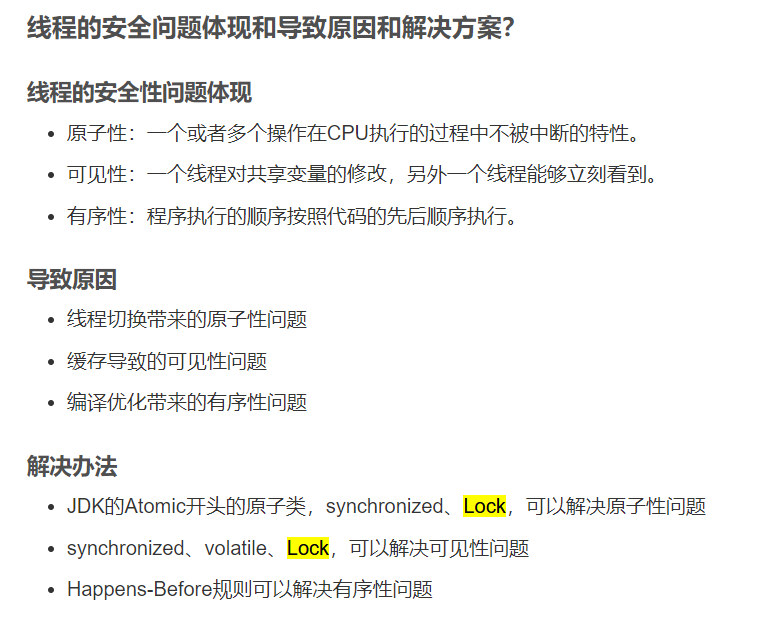 线程的安全问题体现和导致原因和解决方案？
线程的安全性问题体现
• 原子性：一个或者多个操作在CPU执行的过程中不被中断的特性。
• 可见性：一个线程对共享变量的修改，另外一个线程能够立刻看到。
• 有序性：程序执行的顺序按照代码的先后顺序执行。
导致原因
• 线程切换带来的原子性问题
• 缓存导致的可见性问题
• 编译优化带来的有序性问题
解决办法
• JDK的Atomic开头的原子类，synchronized、Lock，可以解决原子性问题
• synchronized、volatile、Lock，可以解决可见性问题
• Happens-Before规则可以解决有序性问题